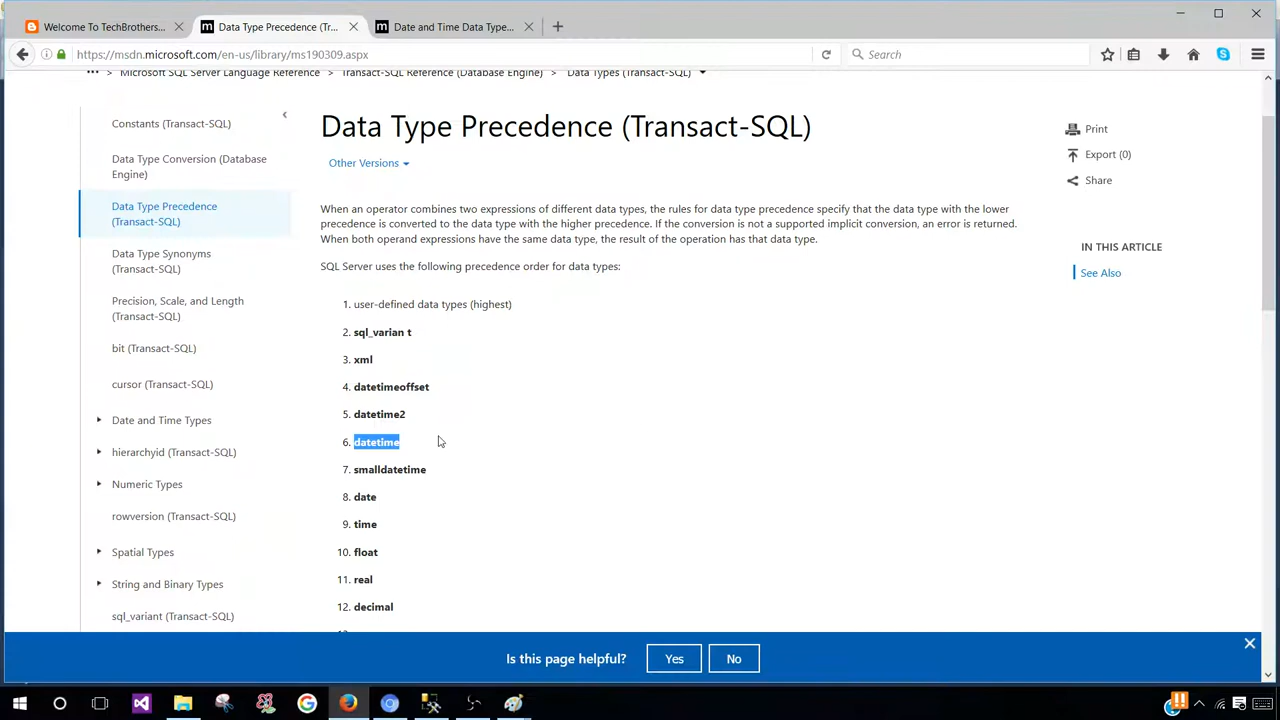 Welcome To TechBrothers...
Data Type Precedence (Tr...
Date and Time Data Type...
https://msdn.microsoft.com/en-us/library/ms190309.aspx
Search
Microsoft SQL Server Language Reference > Transact-SQL Reference (Database Engine) > Data Types (Transact-SQL)
Constants (Transact-SQL)
Data Type Conversion (Database
Engine)
Data Type Precedence
(Transact-SQL)
Data Type Synonyms
(Transact-SQL)
Precision, Scale, and Length
(Transact-SQL)
bit (Transact-SQL)
cursor (Transact-SQL)
Date and Time Types
hierarchyid (Transact-SQL)
Numeric Types
rowversion (Transact-SQL)
Spatial Types
String and Binary Types
sql_variant (Transact-SQL)
Data Type Precedence (Transact-SQL)
Other Versions
When an operator combines two expressions of different data types, the rules for data type precedence specify that the data type with the lower
precedence is converted to the data type with the higher precedence. If the conversion is not a supported implicit conversion, an error is returned.
When both operand expressions have the same data type, the result of the operation has that data type.
SQL Server uses the following precedence order for data types:
1. user-defined data types (highest)
2. sql_varian t
3. xml
4. datetimeoffset
5. datetime2
6. datetime
7. smalldatetime
8. date
9. time
10. float
11. real
12. decimal
Print
Export (0)
Share
IN THIS ARTICLE
See Also
Is this page helpful?
Yes
No